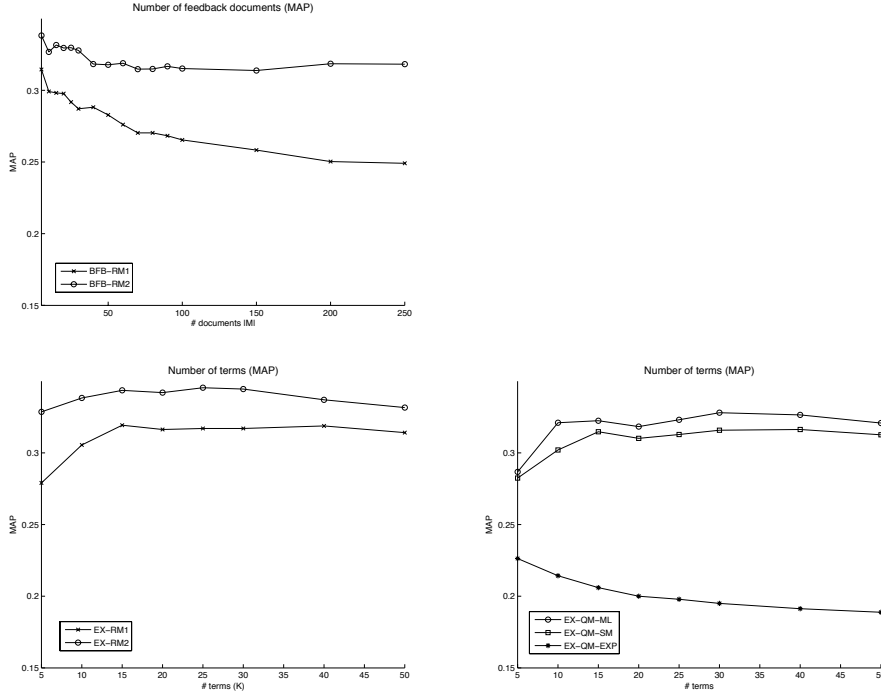 Number of feedback documents (MAP)
0.3
0.25
0.2
0.15
MAP
BFB-RM1
BFB-RM2
50 100 150 200 250
# documents |M|
Number of terms (MAP)
0.3
0.25
0.2
0.15
MAP
EX-RM1
EX-RM2
5 10 15 20 25 30 35 40 45 50
# terms (K)
Number of terms (MAP)
0.3
0.25
0.2
0.15
MAP
EX-QM-ML
EX-QM-SM
EX-QM-EXP
5 10 15 20 25 30 35 40 45 50
# terms